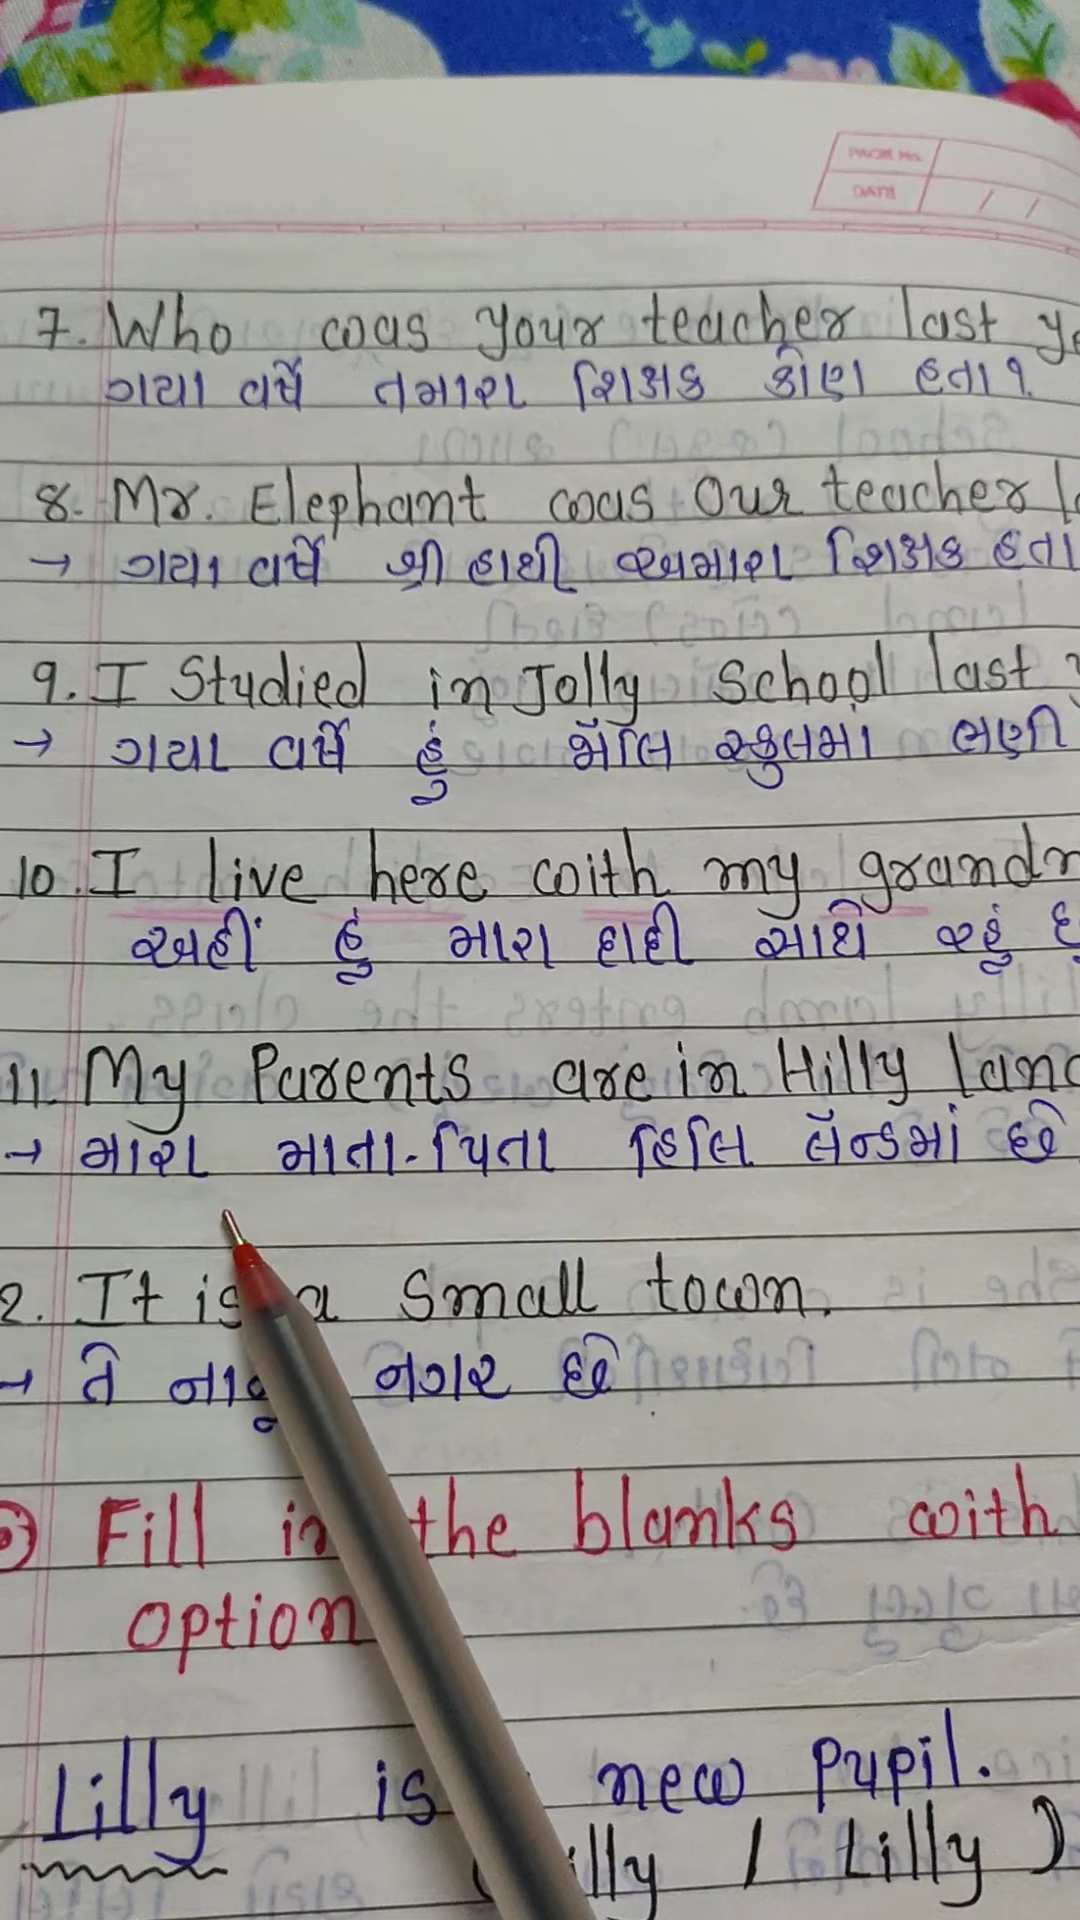 PAGE No.
DATE / /
7. Who was your teacher last
ગયા વર્ષે તમારા શિક્ષક કોણ હતા?
8. Mr. Elephant was our teacher
→ ગયા વર્ષે શ્રી હાથી અમારા શિક્ષક હતા
9. I Studied in Jolly School last
→ ગયા વર્ષે હું જૉલિ સ્કુલમાં ભણી
10. I live here with my
અહીં હું મારા દાદી સાથે રહું
11. My Parents are in Hilly
→ મારા માતા-પિતા હિલિ લૅન્ડમાં છે
2. It is a Small town.
→ તે નગર છે
Fill in the blanks with
option
Lilly is new Pupil.
/ Lilly )